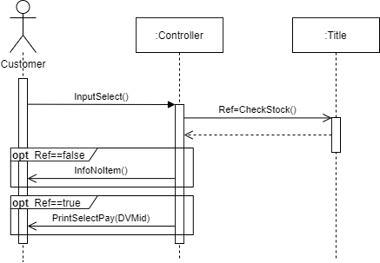 :Controller
:Title
Customer
InputSelect()
Ref=CheckStock()
opt Ref==false
InfoNoItem()
opt Ref==true
PrintSelectPay(DVMid)